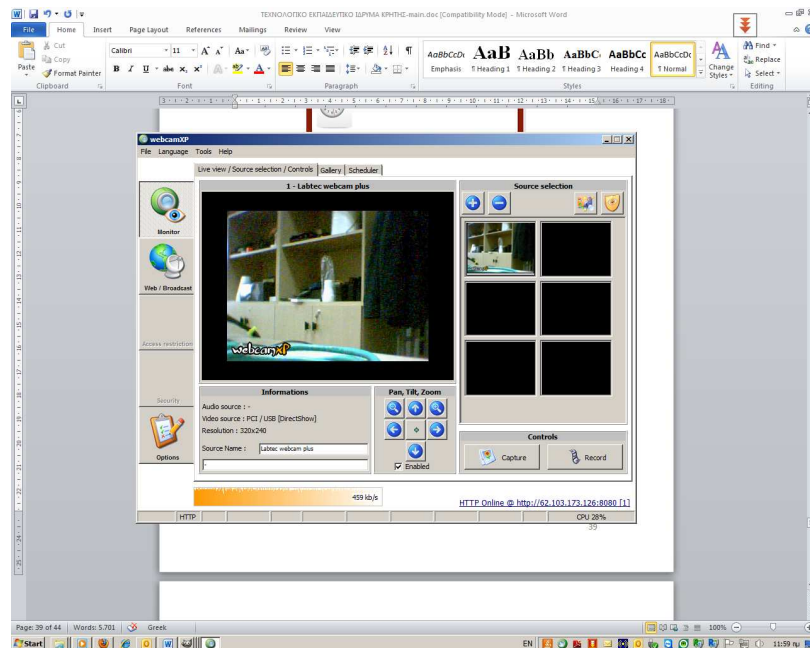 ΤΕΧΝΟΛΟΓΙΚΟ ΕΚΠΑΙΔΕΥΤΙΚΟ ΙΔΡΥΜΑ ΚΡΗΤΗΣ-main.doc [Compatibility Mode] - Microsoft Word
File Home Insert Page Layout References Mailings Review View
Cut
Copy
Paste
Format Painter
Calibri 11
AaBbCcDc AaB AaBb AaBbC AaBbCc AaBbCcDc
Emphasis ¶ Heading 1 ¶ Heading 2 ¶ Heading 3 Heading 4 ¶ Normal
Change Styles
Find
Replace
Select
Clipboard Font Paragraph Styles Editing
webcamXP
File Language Tools Help
Live view / Source selection / Controls Gallery Scheduler
1 - Labtec webcam plus
Source selection
Monitor
Web / Broadcast
Access restriction
Security
Options
webcamXP
Informations
Audio source : -
Video source : PCI / USB [DirectShow]
Resolution : 320x240
Source Name : Labtec webcam plus
-
Pan, Tilt, Zoom
Enabled
Controls
Capture Record
459 kb/s
HTTP Online @ http://62.103.173.126:8080 [1]
HTTP CPU 28%
39
Page: 39 of 44 Words: 5.701 Greek 100%
Start EN 11:59 πμ